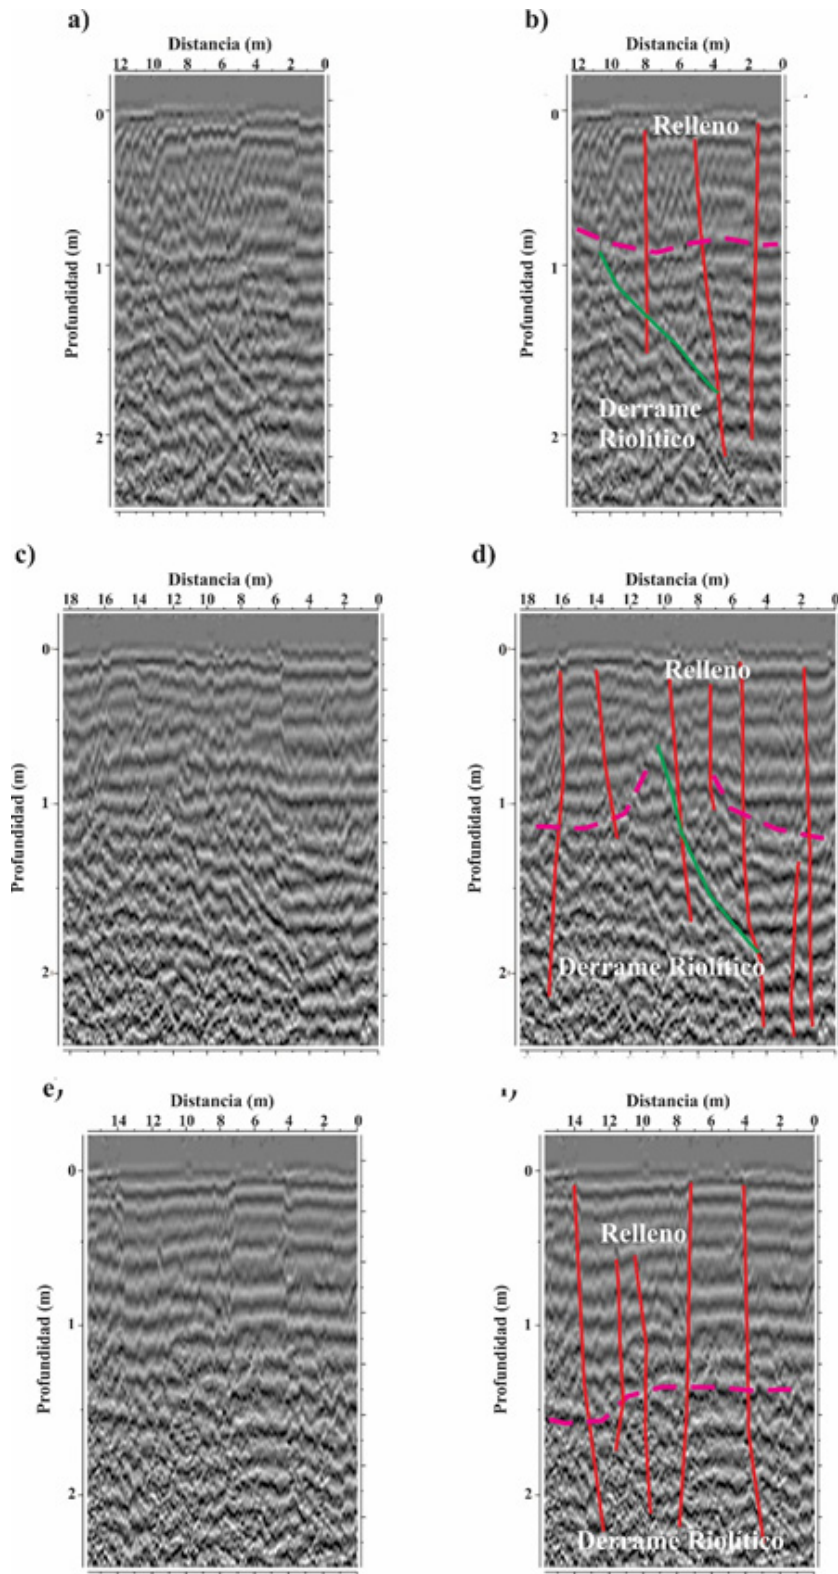 a)
Distancia (m)
12 10 8 6 4 2 0
Profundidad (m)
0
1
2
b)
Distancia (m)
12 10 8 6 4 2 0
Profundidad (m)
0
1
2
Relleno
Derrame
Riolítico
c)
Distancia (m)
18 16 14 12 10 8 6 4 2 0
Profundidad (m)
0
1
2
d)
Distancia (m)
18 16 14 12 10 8 6 4 2 0
Profundidad (m)
0
1
2
Relleno
Derrame Riolítico
e)
Distancia (m)
14 12 10 8 6 4 2 0
Profundidad (m)
0
1
2
Distancia (m)
14 12 10 8 6 4 2 0
Profundidad (m)
0
1
2
Relleno
Derrame Riolítico